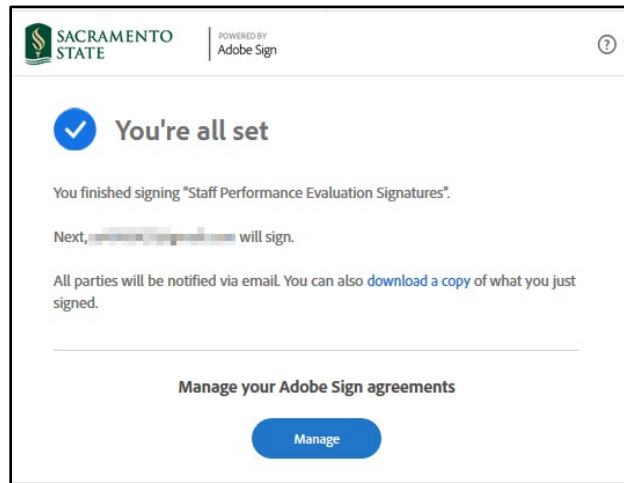 SACRAMENTO
STATE
POWERED BY
Adobe Sign
?
You're all set
You finished signing "Staff Performance Evaluation Signatures".
Next, will sign.
All parties will be notified via email. You can also download a copy of what you just
signed.
Manage your Adobe Sign agreements
Manage